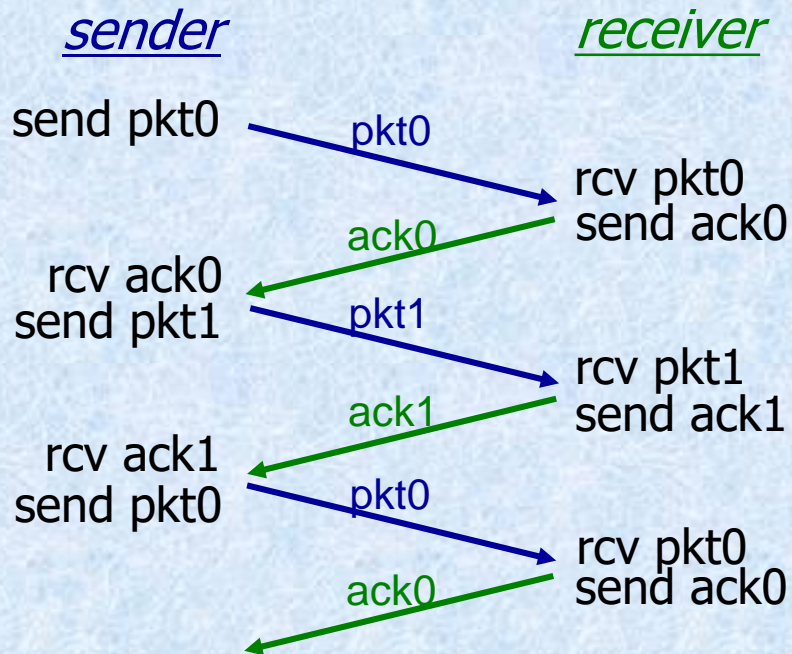 sender
receiver
send pkt0
pkt0
rcv pkt0
send ack0
ack0
rcv ack0
send pkt1
pkt1
rcv pkt1
send ack1
ack1
rcv ack1
send pkt0
pkt0
rcv pkt0
send ack0
ack0